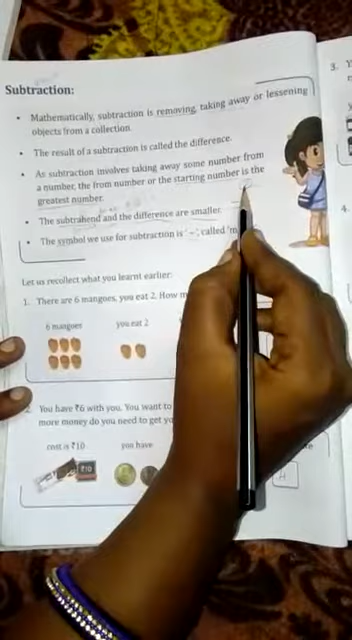 Subtraction:
• Mathematically, subtraction is removing, taking away or lessening
objects from a collection.
• The result of a subtraction is called the difference.
• As subtraction involves taking away some number from
a number, the from number or the starting number is the
greatest number.
• The subtrahend and the difference are smaller.
• The symbol we use for subtraction is '–', called 'm
Let us recollect what you learnt earlier:
1. There are 6 mangoes, you eat 2. How m
6 mangoes you eat 2
2. You have ₹6 with you. You want to
more money do you need to get yo
cost is ₹10 you have
₹10
3. Y
4.